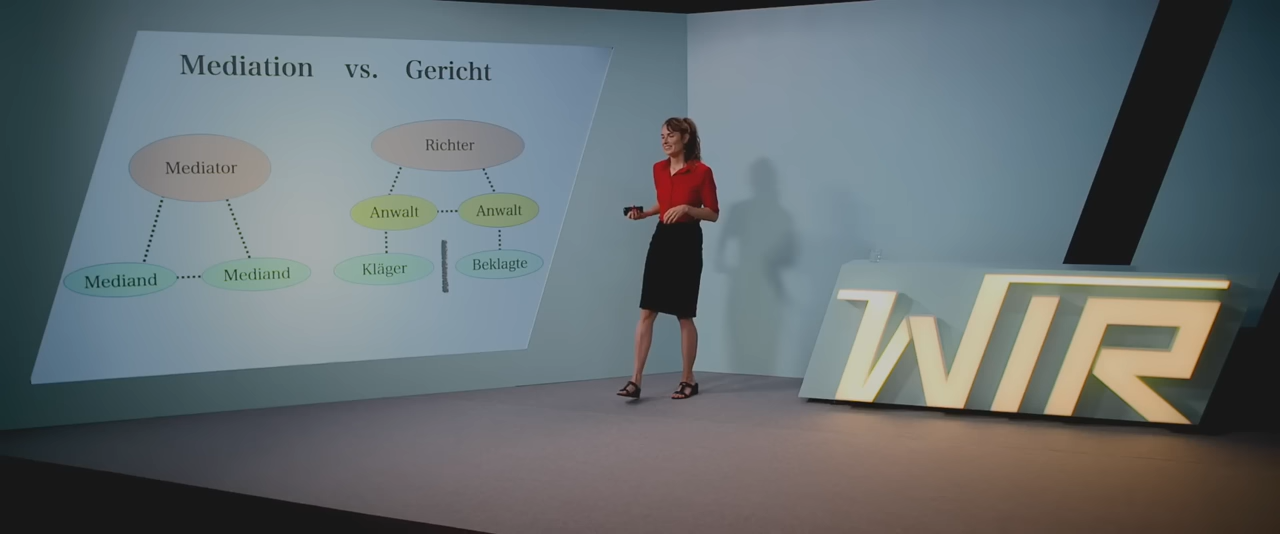 Mediation vs. Gericht
Mediator
Richter
Anwalt Anwalt
Mediand Mediand
Kläger Beklagte
WIR